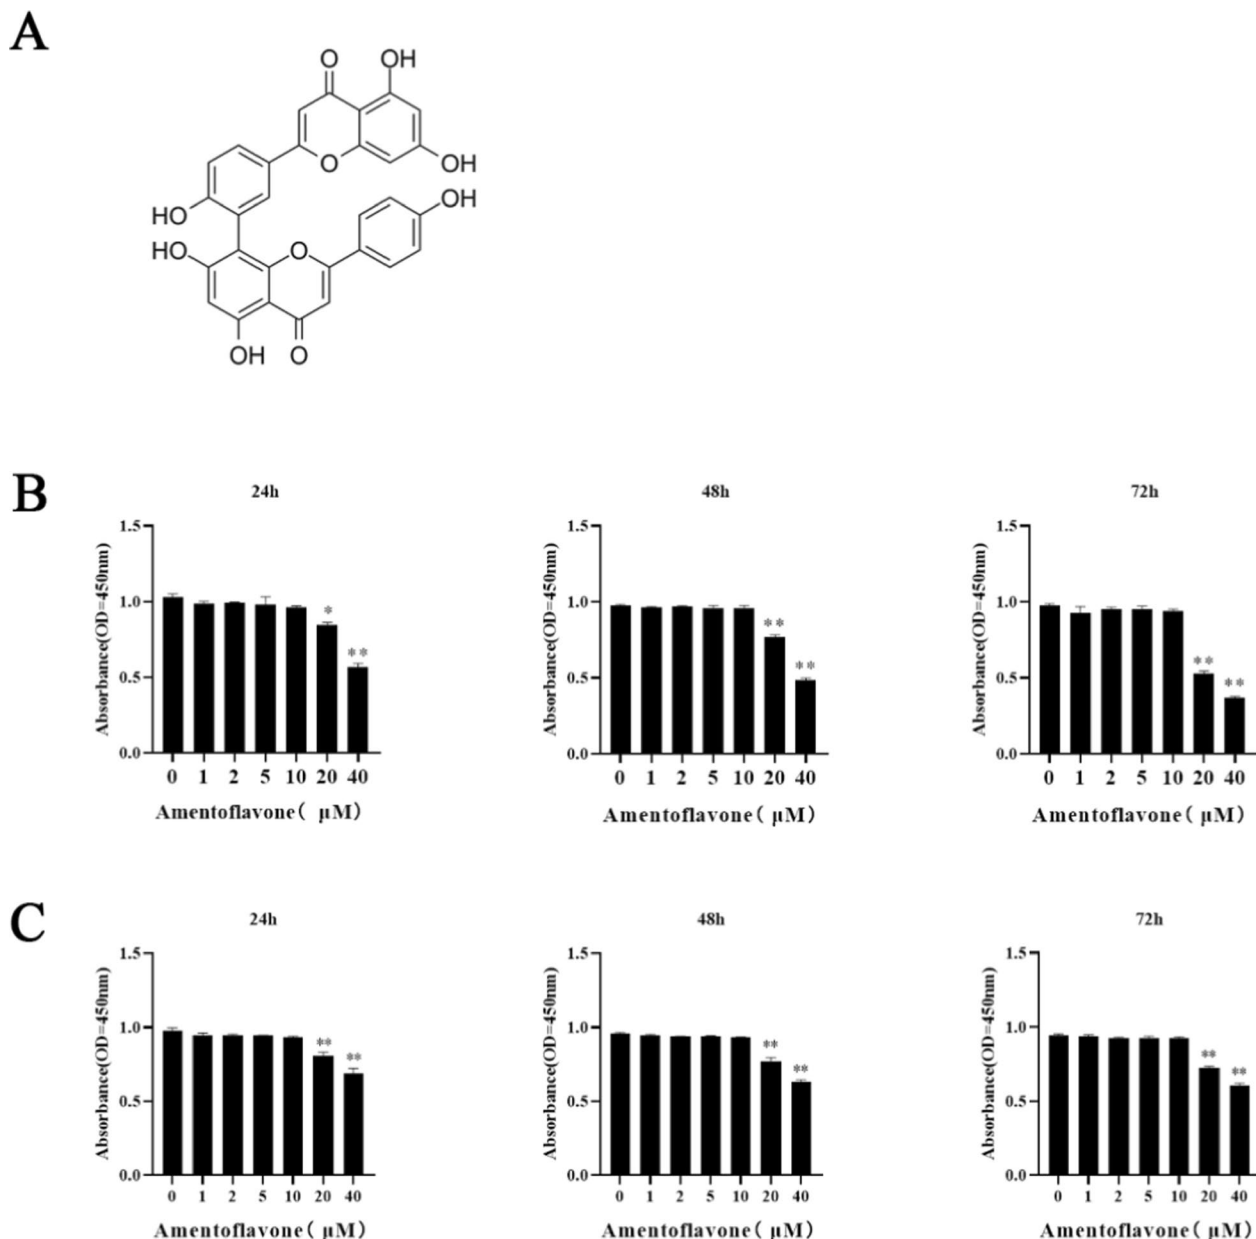 A
O OH
O OH
HO OH
HO O
OH O
B
24h 48h 72h
Absorbance(OD=450nm) Absorbance(OD=450nm) Absorbance(OD=450nm)
1.5 1.5 1.5
1.0 1.0 1.0
* ** **
** ** **
0.5 0.5 0.5
0.0 0.0 0.0
0 1 2 5 10 20 40 0 1 2 5 10 20 40 0 1 2 5 10 20 40
Amentoflavone( μM) Amentoflavone( μM) Amentoflavone( μM)
C
24h 48h 72h
Absorbance(OD=450nm) Absorbance(OD=450nm) Absorbance(OD=450nm)
1.5 1.5 1.5
1.0 1.0 1.0
** ** **
** ** **
0.5 0.5 0.5
0.0 0.0 0.0
0 1 2 5 10 20 40 0 1 2 5 10 20 40 0 1 2 5 10 20 40
Amentoflavone( μM) Amentoflavone( μM) Amentoflavone( μM)